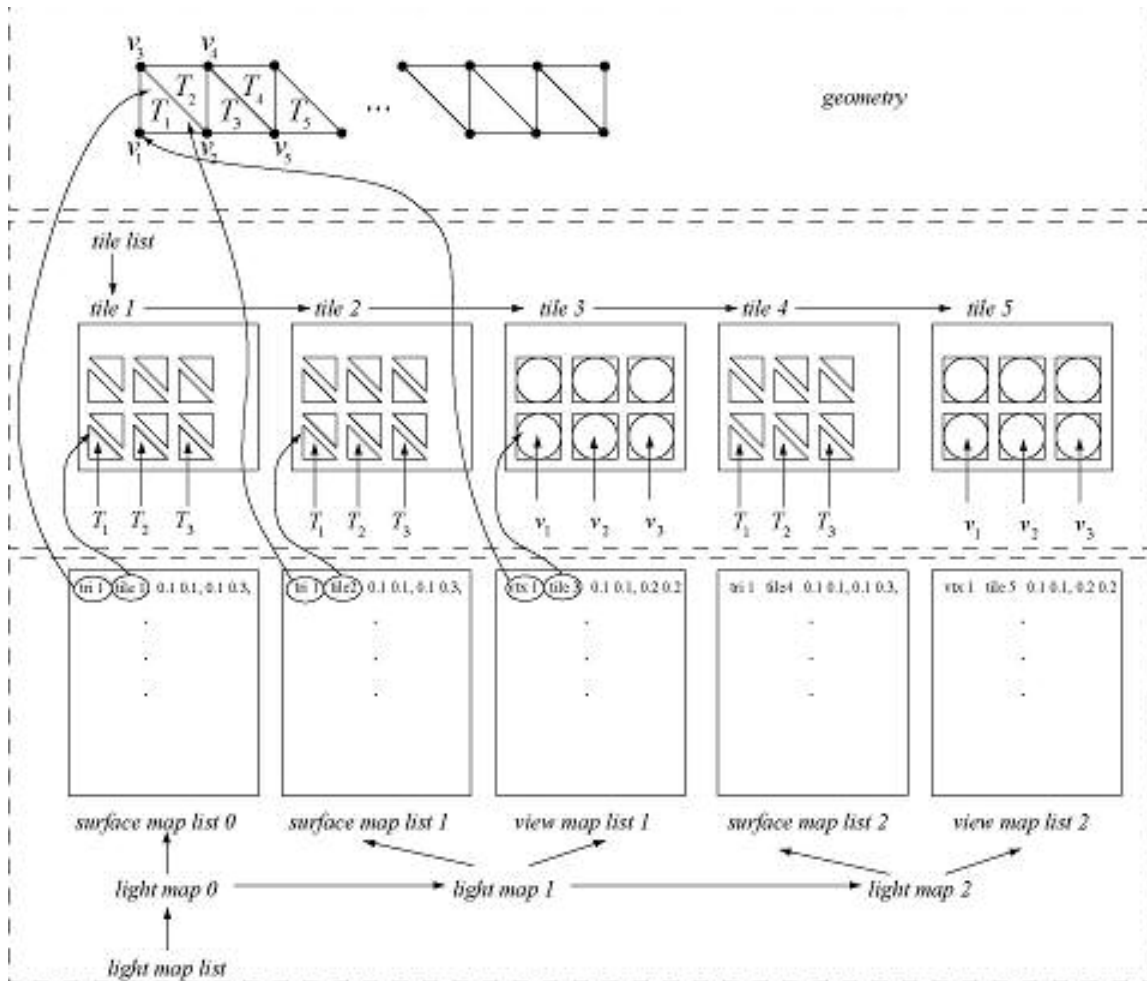 v3 v4
T2 T4
T1 T3 T5 ...
geometry
v1 v2 v5
tile list
tile 1 tile 2 tile 3 tile 4 tile 5
T1 T2 T3 T1 T2 T3 v1 v2 v3 T1 T2 T3 v1 v2 v3
tri 1 tile 1 0.1 0.1, 0.1 0.3, tri 1 tile2 0.1 0.1, 0.1 0.3, vtx 1 tile 3 0.1 0.1, 0.2 0.2 tri 1 tile4 0.1 0.1, 0.1 0.3, vtx 1 tile 5 0.1 0.1, 0.2 0.2
surface map list 0 surface map list 1 view map list 1 surface map list 2 view map list 2
light map 0 light map 1 light map 2
light map list